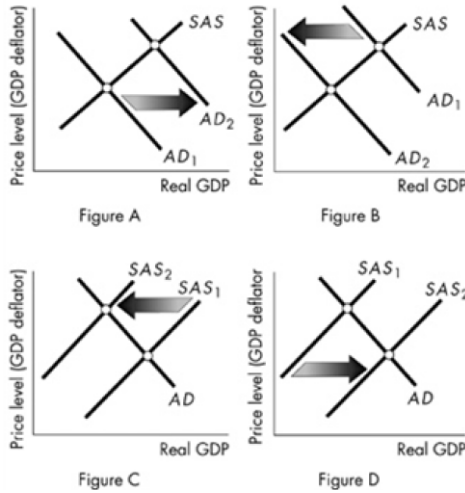 Price level (GDP deflator)
SAS
AD2
AD1
Real GDP
Figure A
Price level (GDP deflator)
SAS
AD1
AD2
Real GDP
Figure B
Price level (GDP deflator)
SAS2
SAS1
AD
Real GDP
Figure C
Price level (GDP deflator)
SAS1
SAS2
AD
Real GDP
Figure D